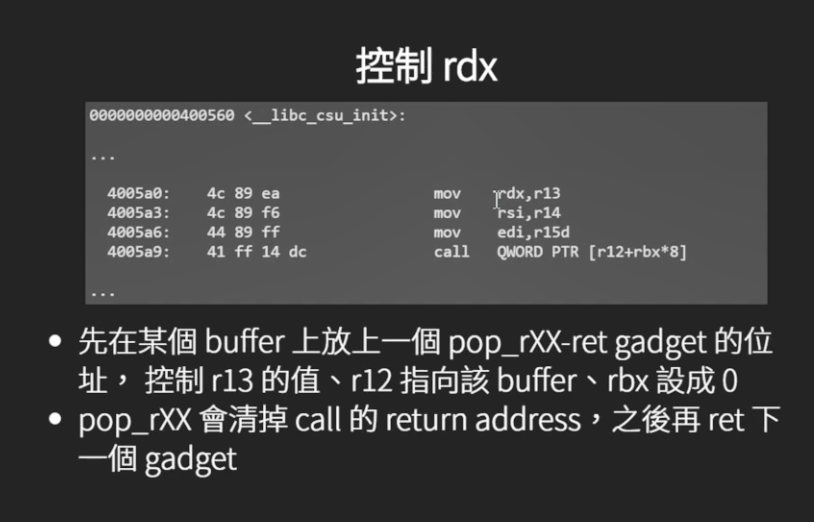 控制 rdx
0000000000400560 <__libc_csu_init>:
...
4005a0: 4c 89 ea mov rdx,r13
4005a3: 4c 89 f6 mov rsi,r14
4005a6: 44 89 ff mov edi,r15d
4005a9: 41 ff 14 dc call QWORD PTR [r12+rbx*8]
...
• 先在某個 buffer 上放上一個 pop_rXX-ret gadget 的位
址， 控制 r13 的值、r12 指向該 buffer、rbx 設成 0
• pop_rXX 會清掉 call 的 return address，之後再 ret 下
一個 gadget